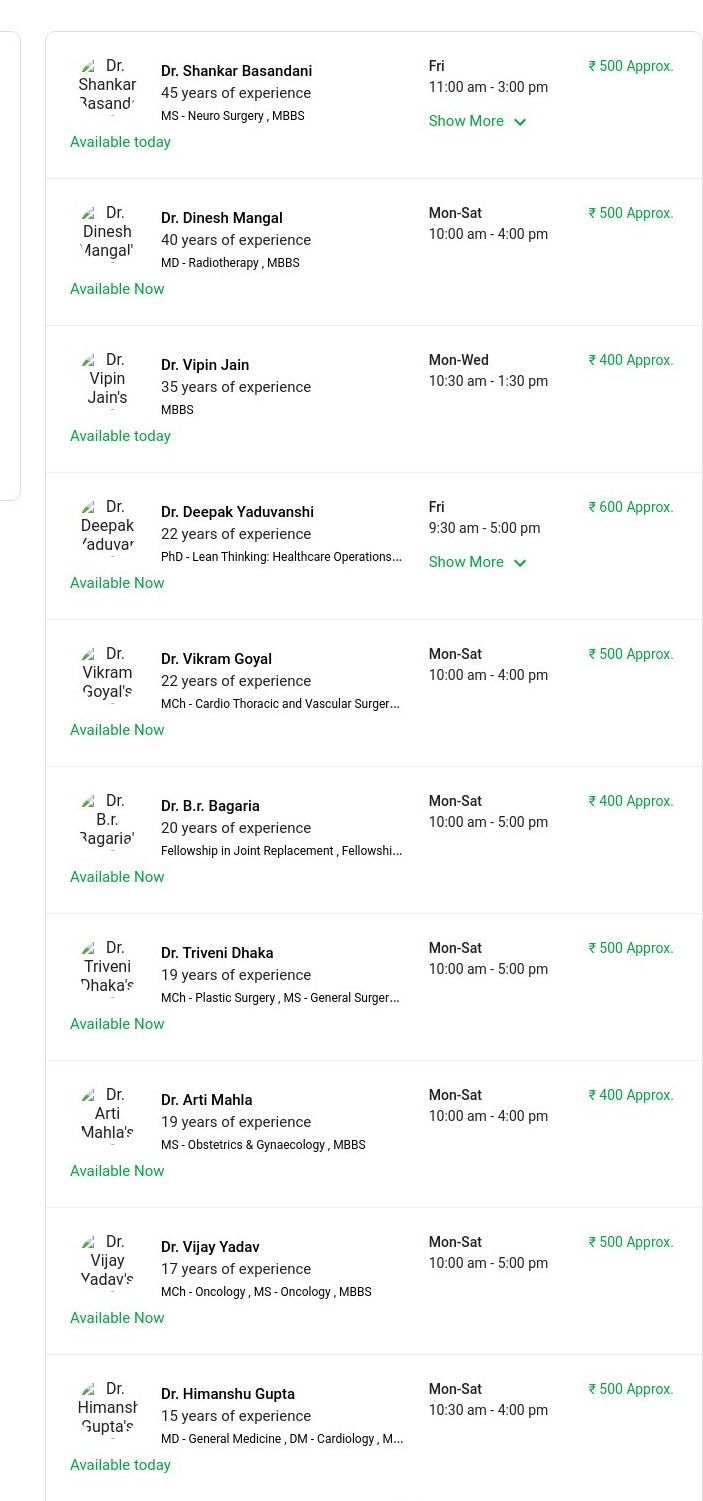 Dr.
Shankar
Basand
Dr. Shankar Basandani
45 years of experience
MS - Neuro Surgery , MBBS
Available today
Fri
11:00 am - 3:00 pm
Show More
₹ 500 Approx.
Dr.
Dinesh
Mangal'
Dr. Dinesh Mangal
40 years of experience
MD - Radiotherapy , MBBS
Available Now
Mon-Sat
10:00 am - 4:00 pm
₹ 500 Approx.
Dr.
Vipin
Jain's
Dr. Vipin Jain
35 years of experience
MBBS
Available today
Mon-Wed
10:30 am - 1:30 pm
₹ 400 Approx.
Dr.
Deepak
Yaduvan
Dr. Deepak Yaduvanshi
22 years of experience
PhD - Lean Thinking: Healthcare Operations...
Available Now
Fri
9:30 am - 5:00 pm
Show More
₹ 600 Approx.
Dr.
Vikram
Goyal's
Dr. Vikram Goyal
22 years of experience
MCh - Cardio Thoracic and Vascular Surger...
Available Now
Mon-Sat
10:00 am - 4:00 pm
₹ 500 Approx.
Dr.
B.r.
Bagaria'
Dr. B.r. Bagaria
20 years of experience
Fellowship in Joint Replacement , Fellowshi...
Available Now
Mon-Sat
10:00 am - 5:00 pm
₹ 400 Approx.
Dr.
Triveni
Dhaka's
Dr. Triveni Dhaka
19 years of experience
MCh - Plastic Surgery , MS - General Surger...
Available Now
Mon-Sat
10:00 am - 5:00 pm
₹ 500 Approx.
Dr.
Arti
Mahla's
Dr. Arti Mahla
19 years of experience
MS - Obstetrics & Gynaecology , MBBS
Available Now
Mon-Sat
10:00 am - 4:00 pm
₹ 400 Approx.
Dr.
Vijay
Yadav's
Dr. Vijay Yadav
17 years of experience
MCh - Oncology , MS - Oncology , MBBS
Available Now
Mon-Sat
10:00 am - 5:00 pm
₹ 500 Approx.
Dr.
Himansh
Gupta's
Dr. Himanshu Gupta
15 years of experience
MD - General Medicine , DM - Cardiology , M...
Available today
Mon-Sat
10:30 am - 4:00 pm
₹ 500 Approx.